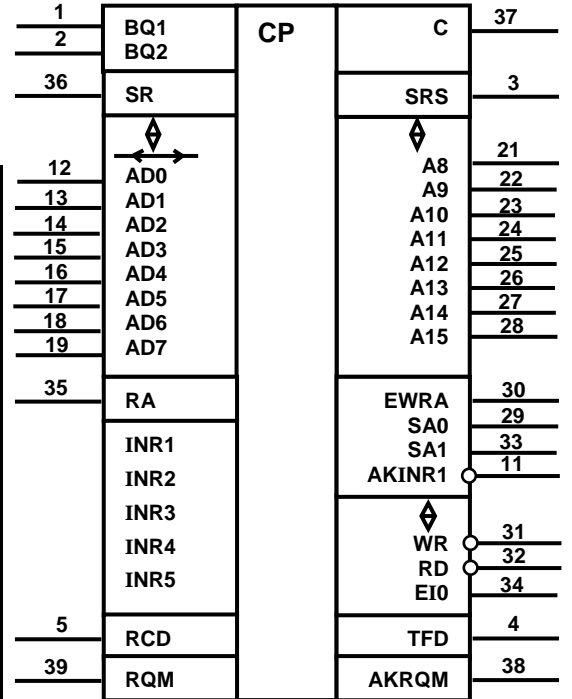 1 BQ1 CP C 37
2 BQ2
36 SR SRS 3
12 AD0 A8 21
13 AD1 A9 22
14 AD2 A10 23
15 AD3 A11 24
16 AD4 A12 25
17 AD5 A13 26
18 AD6 A14 27
19 AD7 A15 28
35 RA EWRA 30
SA0 29
INR1 SA1 33
INR2 AKINR1 11
INR3
INR4 WR 31
RD 32
INR5 EI0 34
5 RCD TFD 4
39 RQM AKRQM 38